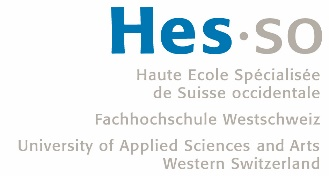 Hes·so
Haute Ecole Spécialisée
de Suisse occidentale
Fachhochschule Westschweiz
University of Applied Sciences and Arts
Western Switzerland